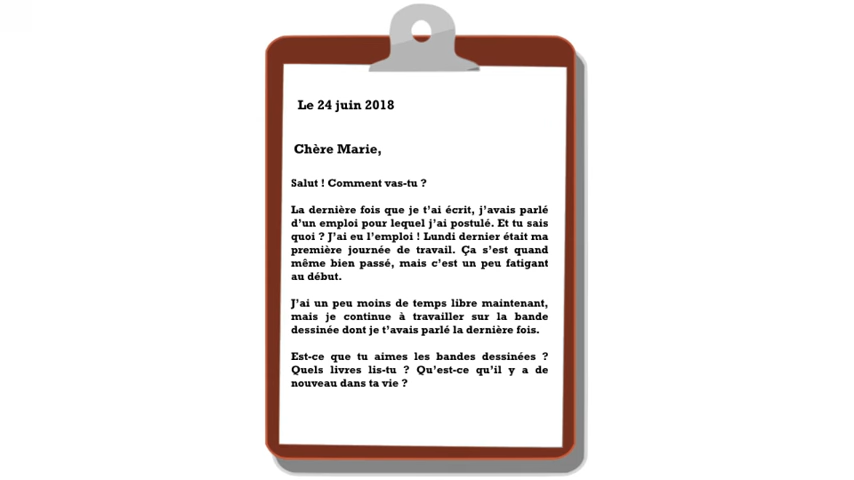 Le 24 juin 2018
Chère Marie,
Salut ! Comment vas-tu ?
La dernière fois que je t’ai écrit, j’avais parlé
d’un emploi pour lequel j’ai postulé. Et tu sais
quoi ? J’ai eu l’emploi ! Lundi dernier était ma
première journée de travail. Ça s’est quand
même bien passé, mais c’est un peu fatigant
au début.
J’ai un peu moins de temps libre maintenant,
mais je continue à travailler sur la bande
dessinée dont je t’avais parlé la dernière fois.
Est-ce que tu aimes les bandes dessinées ?
Quels livres lis-tu ? Qu’est-ce qu’il y a de
nouveau dans ta vie ?